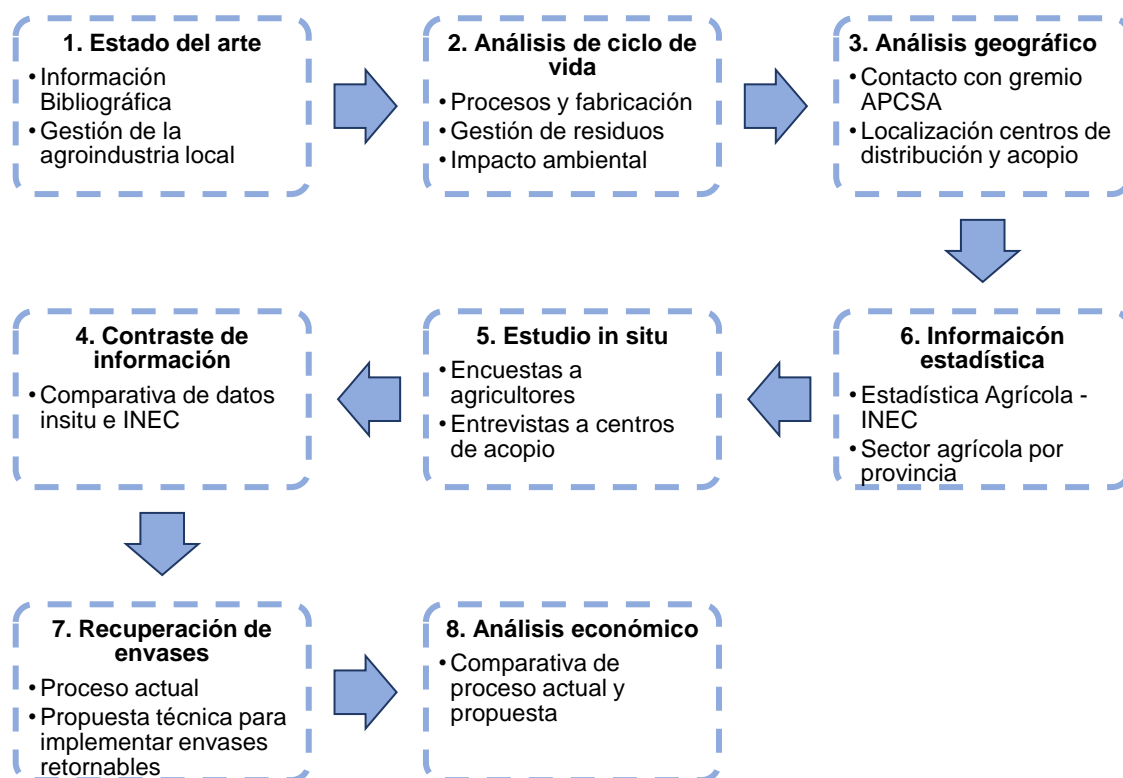 1. Estado del arte
• Información
Bibliográfica
• Gestión de la
agroindustria local
2. Análisis de ciclo de
vida
• Procesos y fabricación
• Gestión de residuos
• Impacto ambiental
3. Análisis geográfico
• Contacto con gremio
APCSA
• Localización centros de
distribución y acopio
4. Contraste de
información
• Comparativa de datos
insitu e INEC
5. Estudio in situ
• Encuestas a
agricultores
• Entrevistas a centros
de acopio
6. Informaicón
estadística
• Estadística Agrícola -
INEC
• Sector agrícola por
provincia
7. Recuperación de
envases
• Proceso actual
• Propuesta técnica para
implementar envases
retornables
8. Análisis económico
• Comparativa de
proceso actual y
propuesta